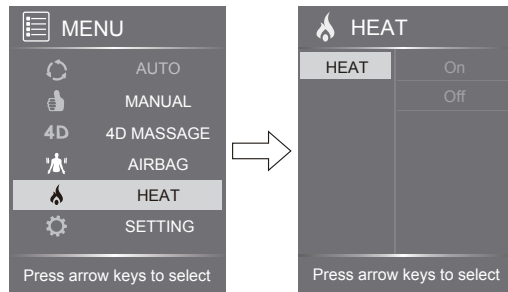 MENU
AUTO
MANUAL
4D 4D MASSAGE
AIRBAG
HEAT
SETTING
Press arrow keys to select
HEAT
HEAT On
Off
Press arrow keys to select